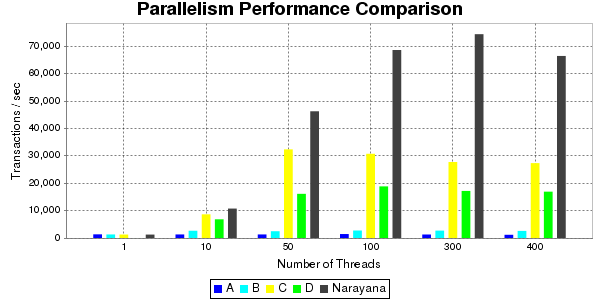 Parallelism Performance Comparison
Transactions / sec
70,000
60,000
50,000
40,000
30,000
20,000
10,000
0
1 10 50 100 300 400
Number of Threads
A B C D Narayana